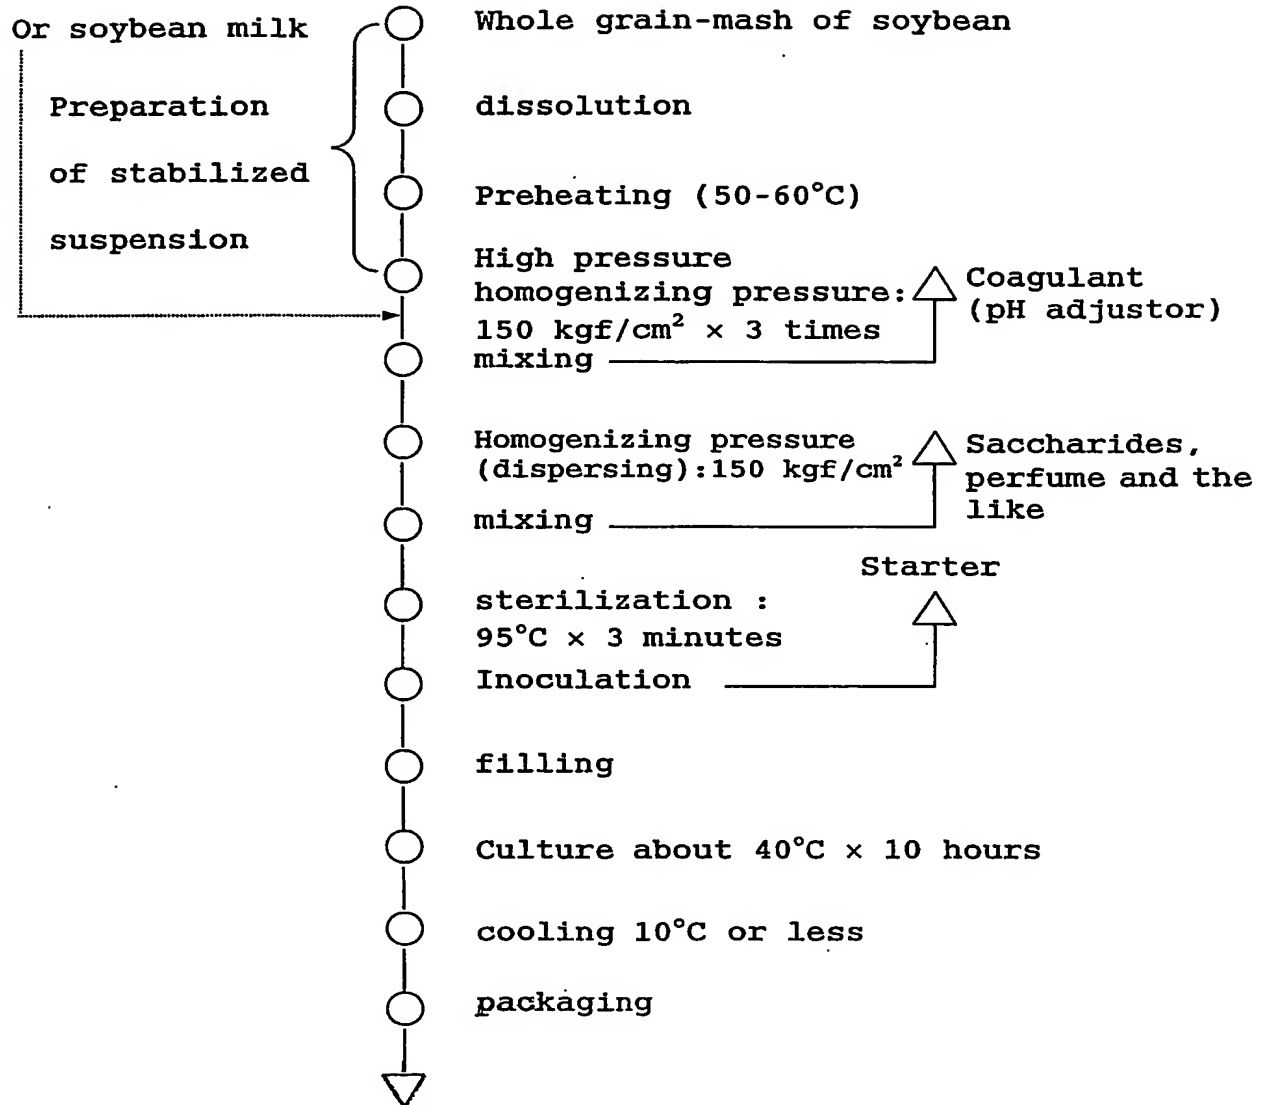 Or soybean milk
Whole grain-mash of soybean
Preparation
of stabilized
suspension
dissolution
Preheating (50-60°C)
High pressure
homogenizing pressure:
150 kgf/cm² × 3 times
Coagulant
(pH adjustor)
mixing
Homogenizing pressure
(dispersing):150 kgf/cm²
Saccharides,
perfume and the
like
mixing
Starter
sterilization :
95°C × 3 minutes
Inoculation
filling
Culture about 40°C × 10 hours
cooling 10°C or less
packaging